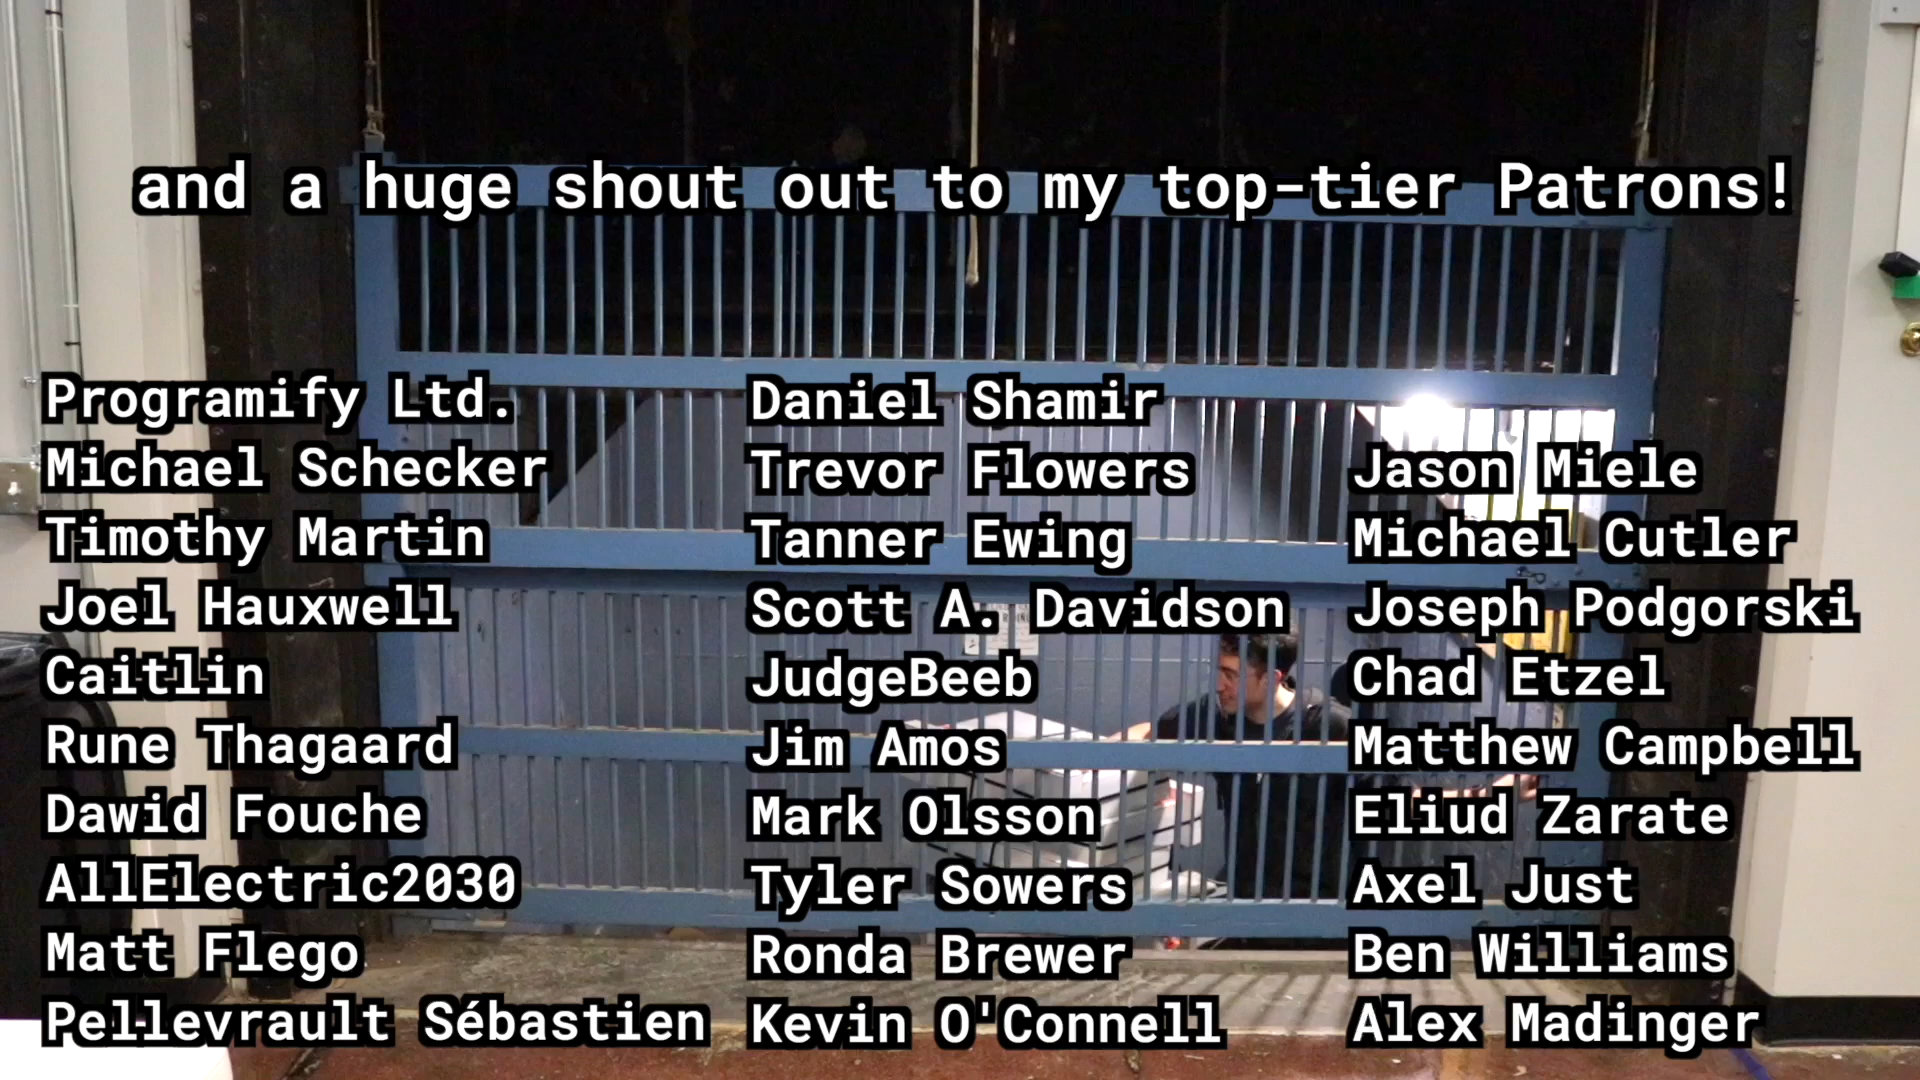 and a huge shout out to my top-tier Patrons!
Programify Ltd.
Michael Schecker
Timothy Martin
Joel Hauxwell
Caitlin
Rune Thagaard
Dawid Fouche
AllElectric2030
Matt Flego
Pellevrault Sébastien
Daniel Shamir
Trevor Flowers
Tanner Ewing
Scott A. Davidson
JudgeBeeb
Jim Amos
Mark Olsson
Tyler Sowers
Ronda Brewer
Kevin O'Connell
Jason Miele
Michael Cutler
Joseph Podgorski
Chad Etzel
Matthew Campbell
Eliud Zarate
Axel Just
Ben Williams
Alex Madinger